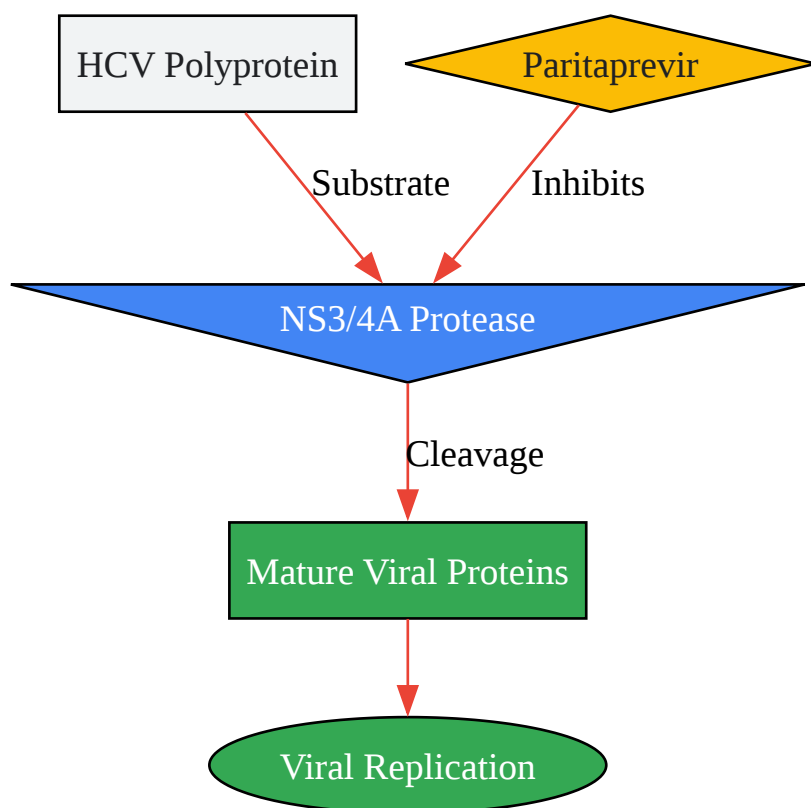 HCV Polyprotein
Paritaprevir
Substrate
Inhibits
NS3/4A Protease
Cleavage
Mature Viral Proteins
Viral Replication